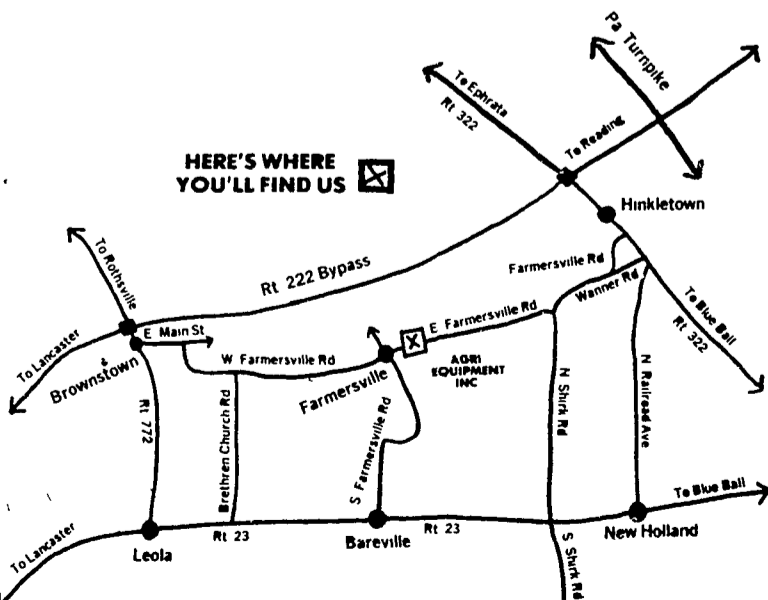 Pa Turnpike
To Ephrata
Rt 322
To Reading
HERE'S WHERE
YOU'LL FIND US
Hinkletown
To Rothsville
Rt 222 Bypass
Farmersville Rd
Wanner Rd
To Blue Ball
Rt 322
E Main St
E Farmersville Rd
To Lancaster
Brownstown
W Farmersville Rd
Farmersville
AGRI
EQUIPMENT
INC
Rt 772
Brethren Church Rd
S Farmersville Rd
N Shirk Rd
N Railroad Ave
To Blue Ball
To Lancaster
Leola
Rt 23
Bareville
Rt 23
New Holland
S Shirk Rd